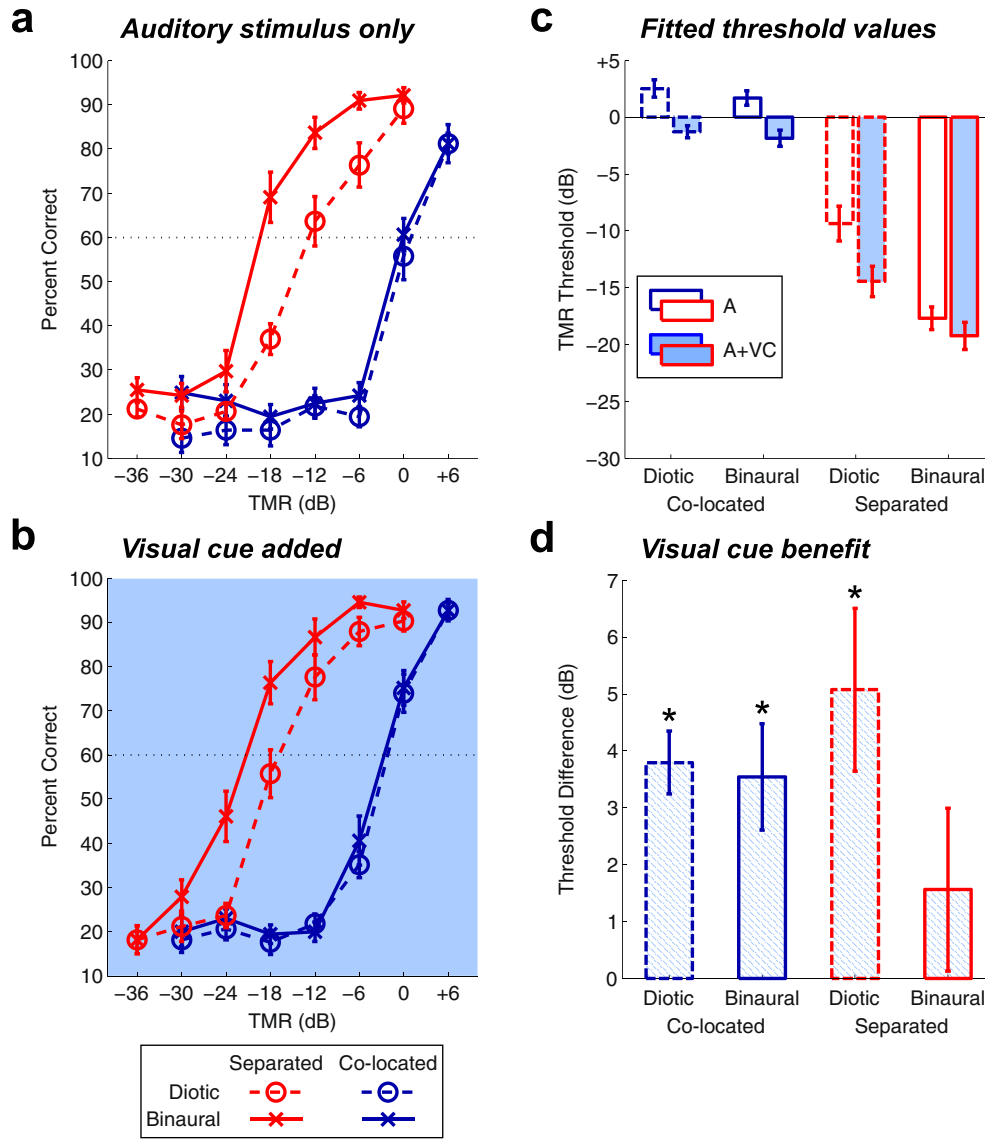 a
Auditory stimulus only
100
90
80
70
60
50
40
30
20
10
Percent Correct
−36 −30 −24 −18 −12 −6 0 +6
TMR (dB)
b
Visual cue added
100
90
80
70
60
50
40
30
20
10
Percent Correct
−36 −30 −24 −18 −12 −6 0 +6
TMR (dB)
Separated Co-located
Diotic
Binaural
c
Fitted threshold values
+5
0
−5
−10
−15
−20
−25
−30
TMR Threshold (dB)
A
A+VC
Diotic Binaural Diotic Binaural
Co-located Separated
d
Visual cue benefit
7
6
5
4
3
2
1
0
Threshold Difference (dB)
*
*
*
Diotic Binaural Diotic Binaural
Co-located Separated